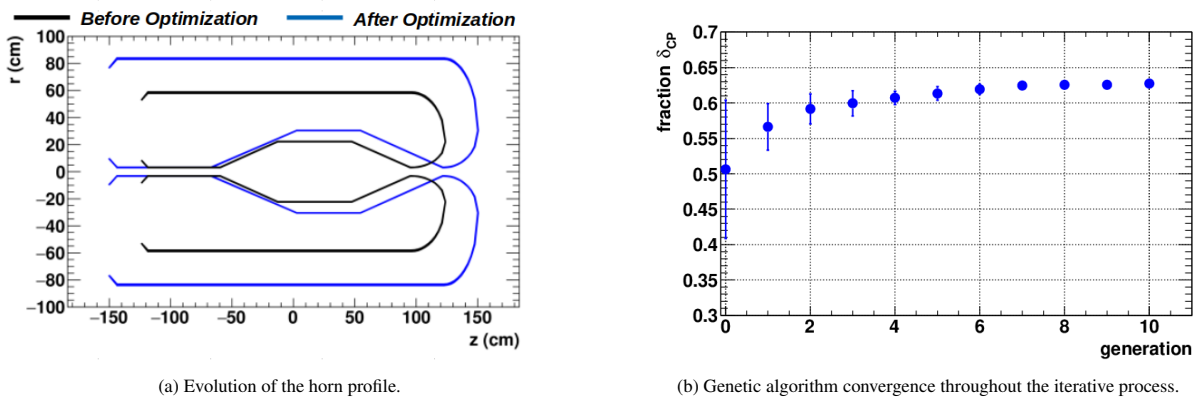 Before Optimization After Optimization
r (cm)
100
80
60
40
20
0
−20
−40
−60
−80
−100
−150 −100 −50 0 50 100 150
z (cm)
(a) Evolution of the horn profile.
fraction δCP
0.7
0.65
0.6
0.55
0.5
0.45
0.4
0.35
0.3
0 2 4 6 8 10
generation
(b) Genetic algorithm convergence throughout the iterative process.